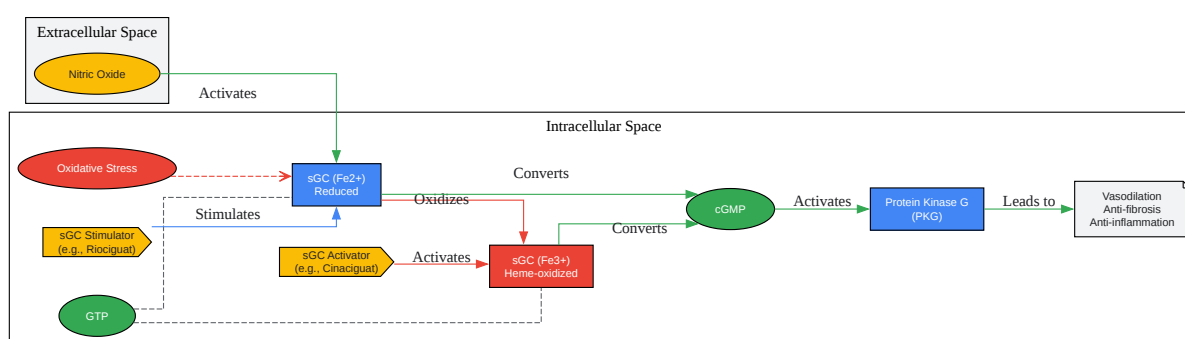 Extracellular Space
Nitric Oxide
Activates
Intracellular Space
Oxidative Stress
sGC (Fe2+)
Reduced
Converts
Oxidizes
Stimulates
sGC Stimulator
(e.g., Riociguat)
cGMP
Activates
Protein Kinase G
(PKG)
Leads to
Vasodilation
Anti-fibrosis
Anti-inflammation
Converts
sGC Activator
(e.g., Cinaciguat)
Activates
sGC (Fe3+)
Heme-oxidized
GTP